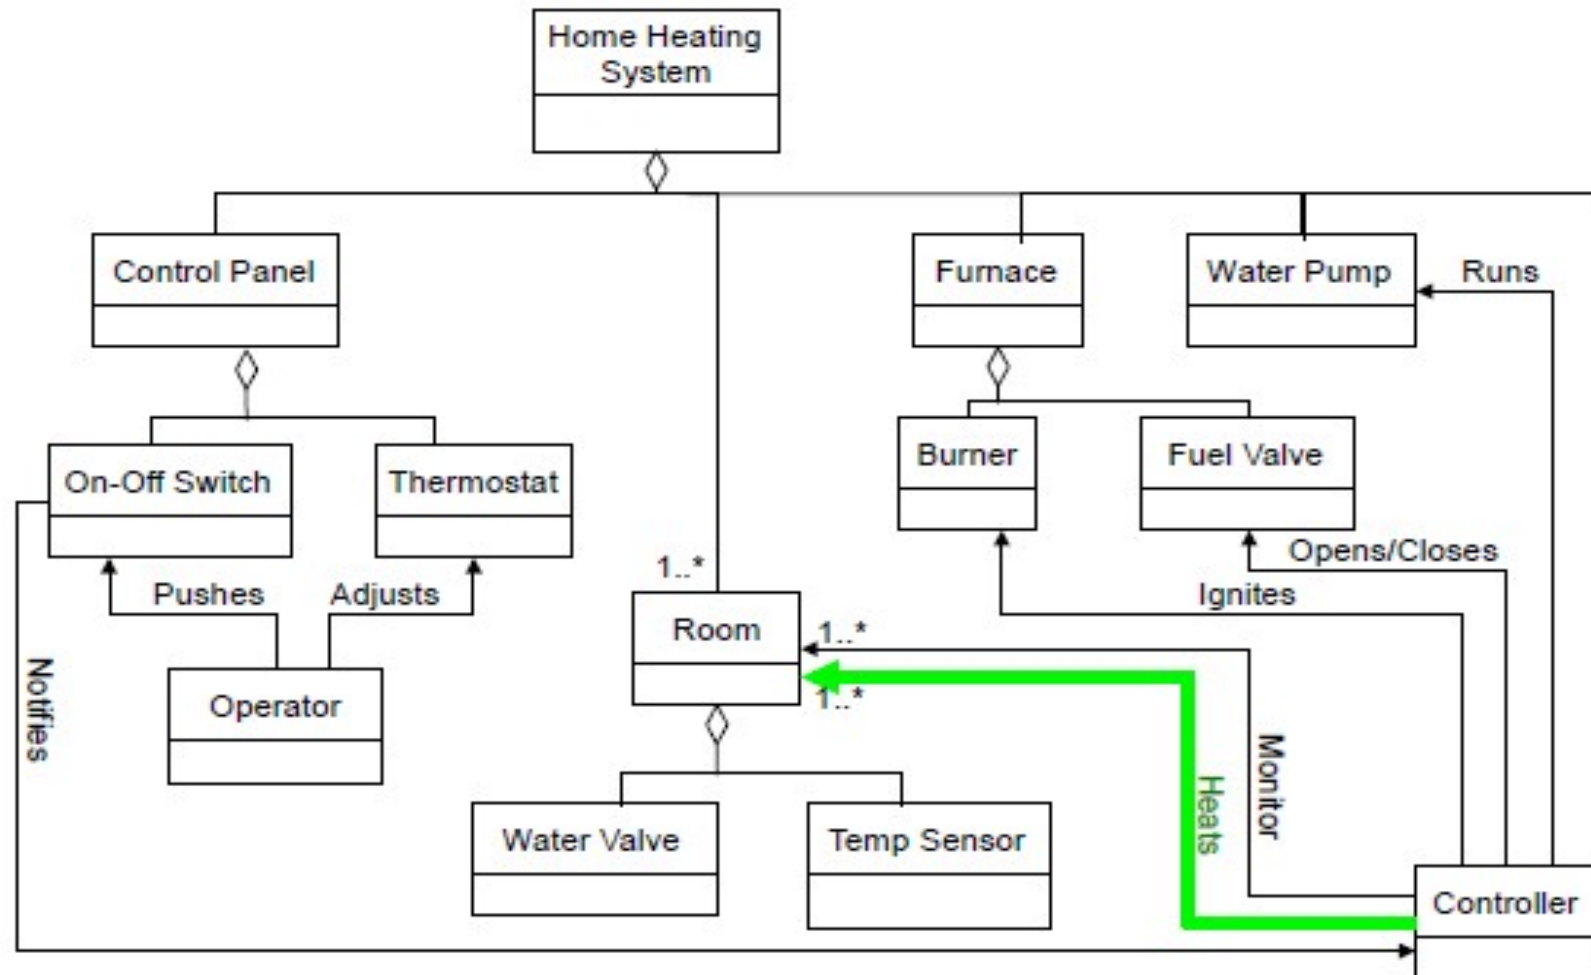 Home Heating
System
Control Panel
Furnace
Water Pump
Runs
On-Off Switch
Thermostat
Burner
Fuel Valve
Opens/Closes
Pushes
Adjusts
Ignites
1..*
Room
1..*
1..*
Notifies
Operator
Heats
Monitor
Water Valve
Temp Sensor
Controller